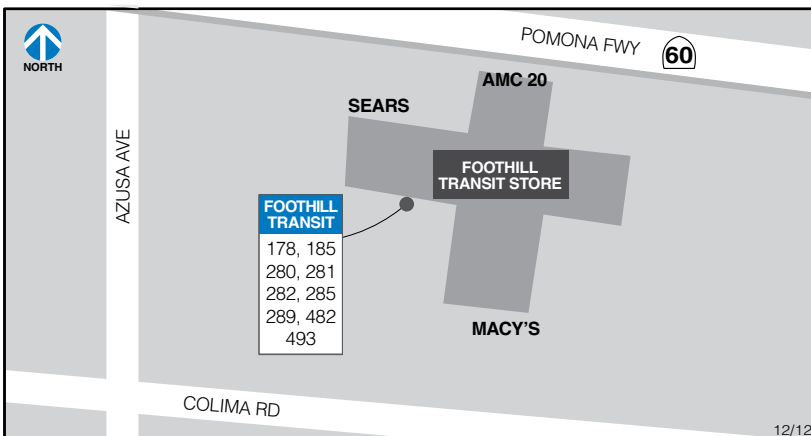 POMONA FWY
60
NORTH
AMC 20
SEARS
AZUSA AVE
FOOTHILL
TRANSIT STORE
FOOTHILL
TRANSIT
178, 185
280, 281
282, 285
289, 482
493
MACY'S
COLIMA RD
12/12